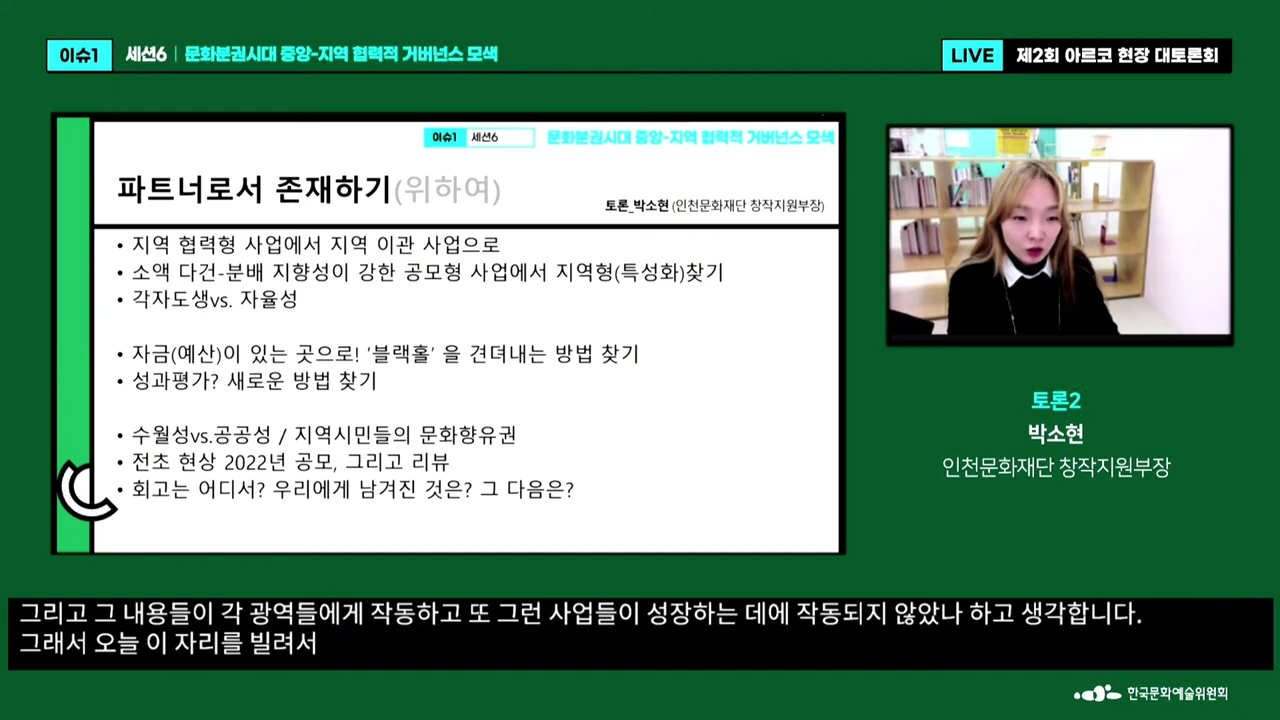 이슈1 세션6 | 문화분권시대 중앙-지역 협력적 거버넌스 모색
LIVE 제2회 아르코 현장 대토론회
이슈1 세션6 문화분권시대 중앙-지역 협력적 거버넌스 모색
파트너로서 존재하기(위하여)
토론_박소현 (인천문화재단 창작지원부장)
• 지역 협력형 사업에서 지역 이관 사업으로
• 소액 다건-분배 지향성이 강한 공모형 사업에서 지역형(특성화)찾기
• 각자도생vs. 자율성
• 자금(예산)이 있는 곳으로! ‘블랙홀’ 을 견뎌내는 방법 찾기
• 성과평가? 새로운 방법 찾기
• 수월성vs.공공성 / 지역시민들의 문화향유권
• 전초 현상 2022년 공모, 그리고 리뷰
• 회고는 어디서? 우리에게 남겨진 것은? 그 다음은?
토론2
박소현
인천문화재단 창작지원부장
그리고 그 내용들이 각 광역들에게 작동하고 또 그런 사업들이 성장하는 데에 작동되지 않았나 하고 생각합니다.
그래서 오늘 이 자리를 빌려서
한국문화예술위원회